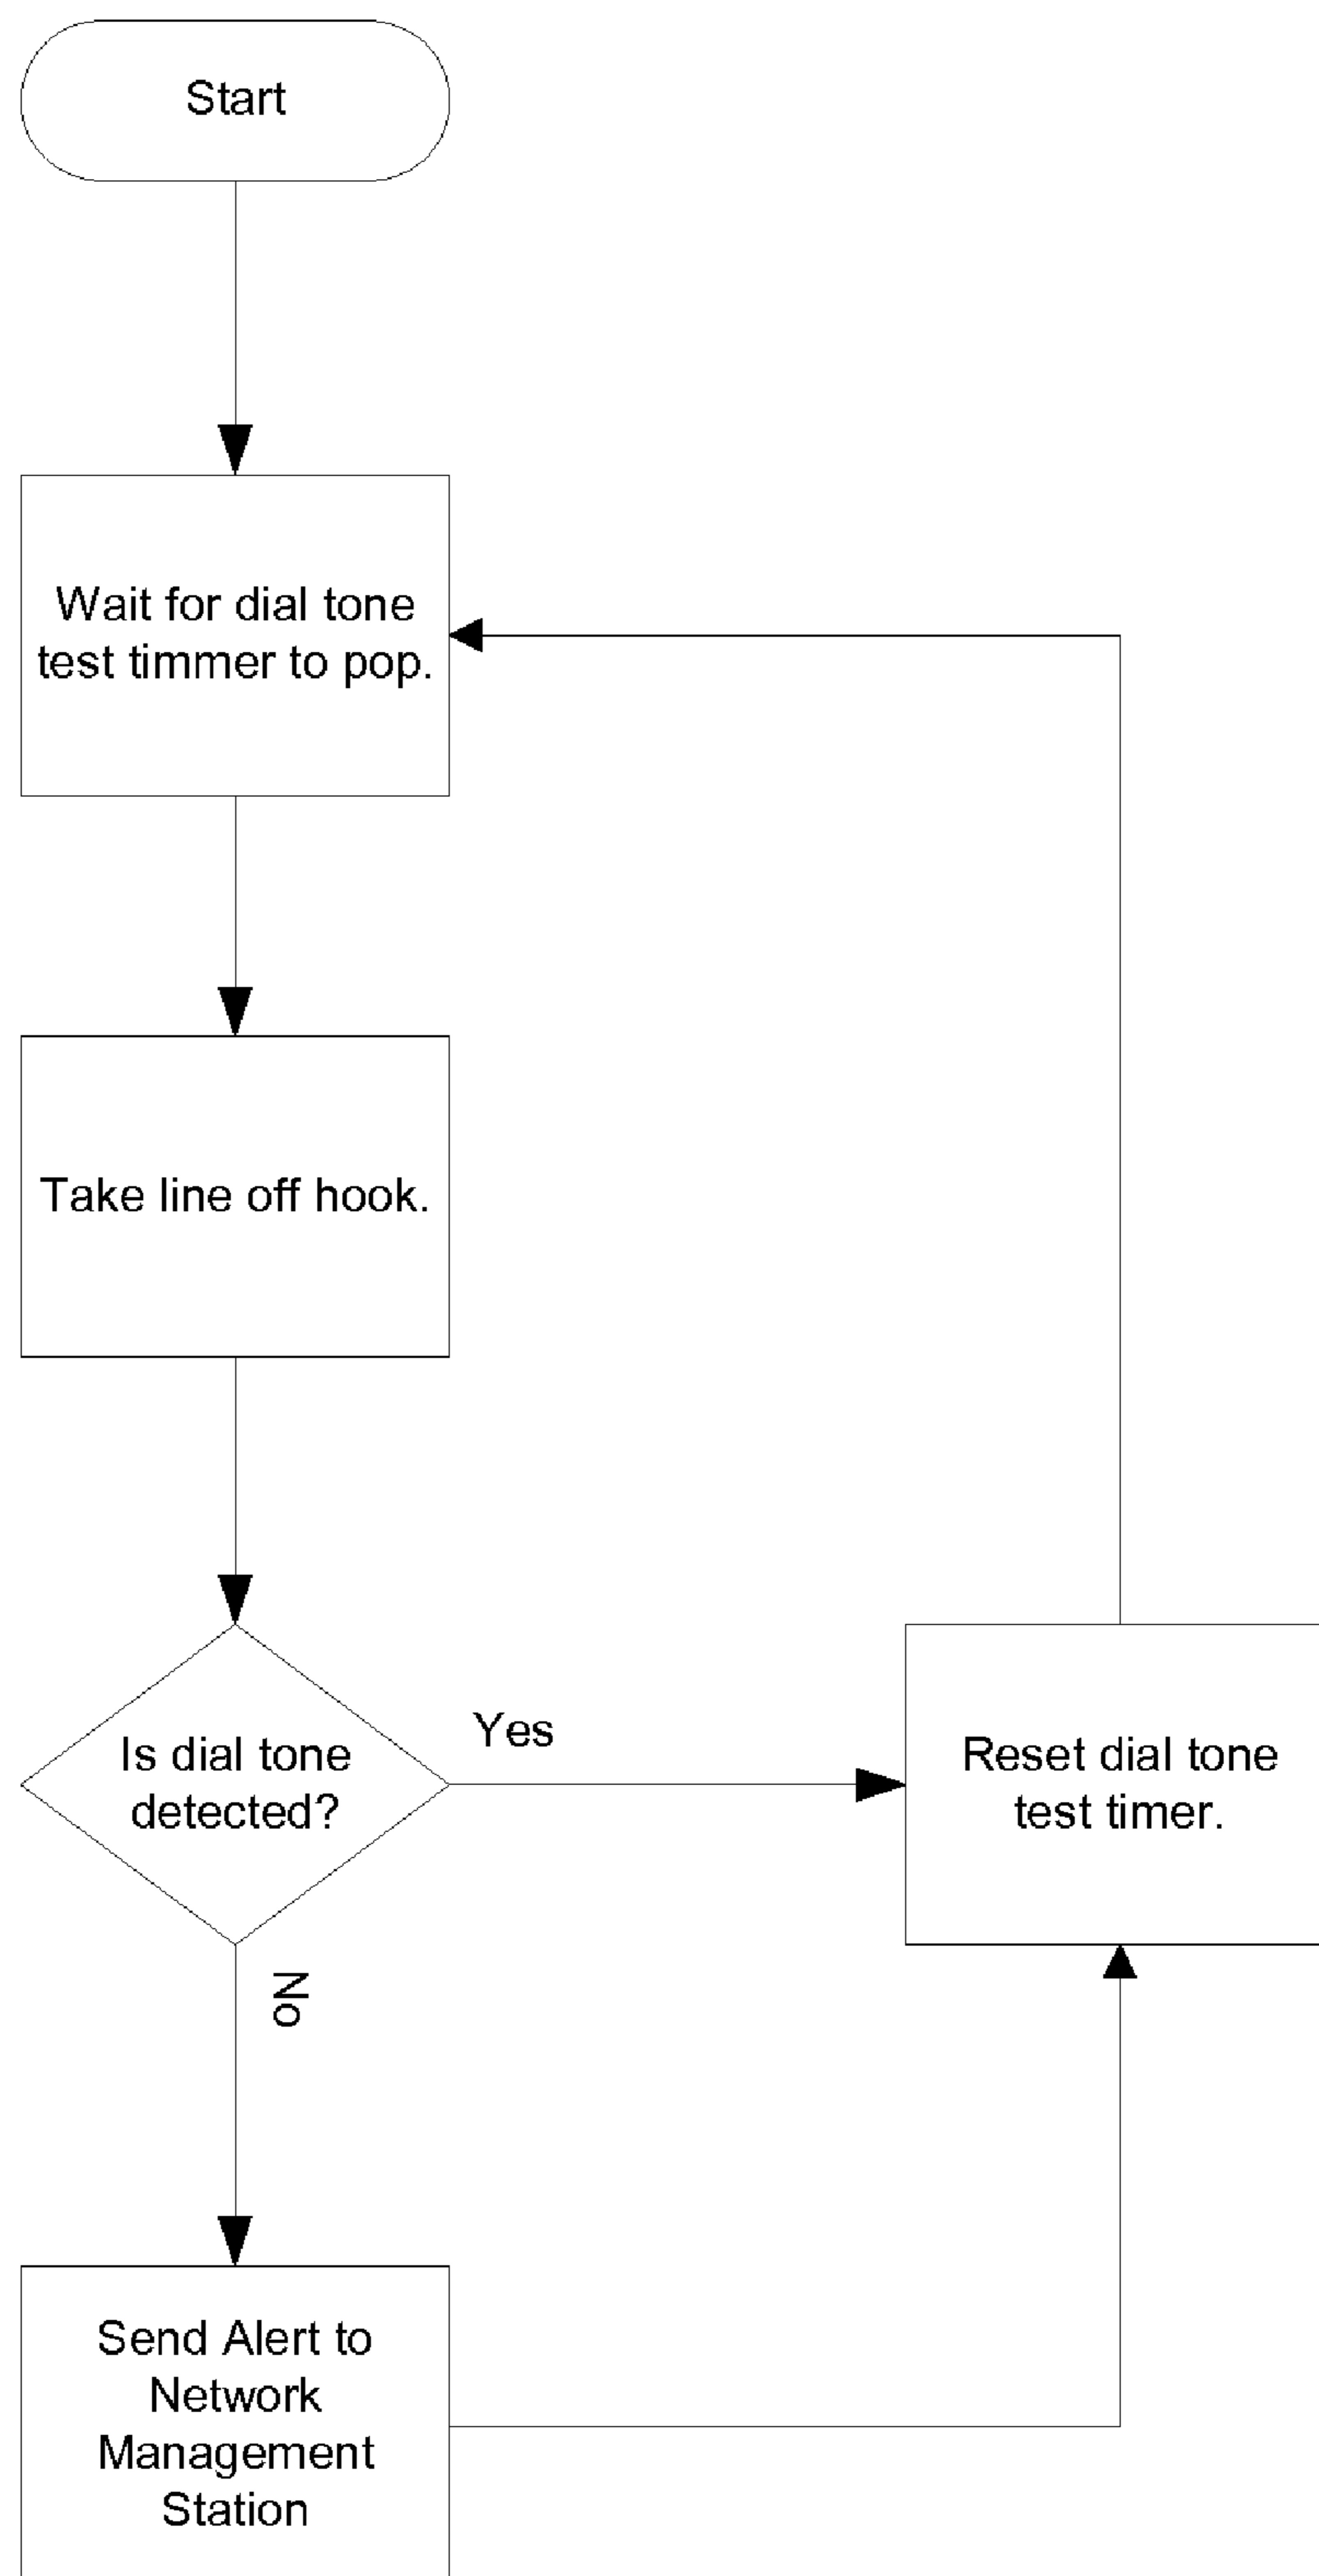 Start
Wait for dial tone
test timmer to pop.
Take line off hook.
Is dial tone
detected?
Yes
Reset dial tone
test timer.
No
Send Alert to
Network
Management
Station